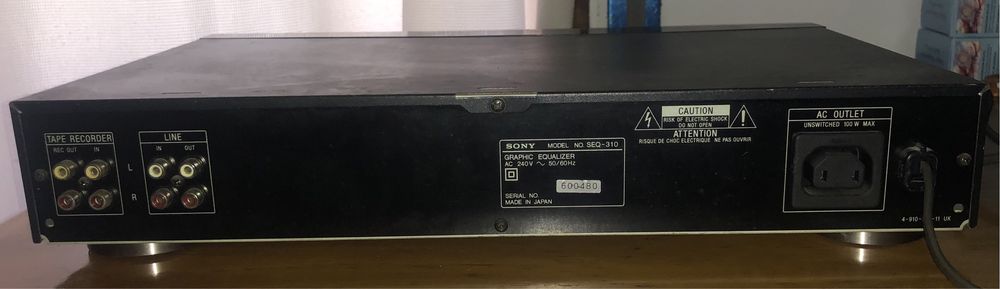 TAPE RECORDER
REC OUT IN
L
R
LINE
IN OUT
SONY MODEL NO. SEQ-310
GRAPHIC EQUALIZER
AC 240V ~ 50/60Hz
600480
SERIAL NO.
MADE IN JAPAN
CAUTION
RISK OF ELECTRIC SHOCK
DO NOT OPEN
ATTENTION
RISQUE DE CHOC ELECTRIQUE NE PAS OUVRIR
AC OUTLET
UNSWITCHED 100W MAX
UK